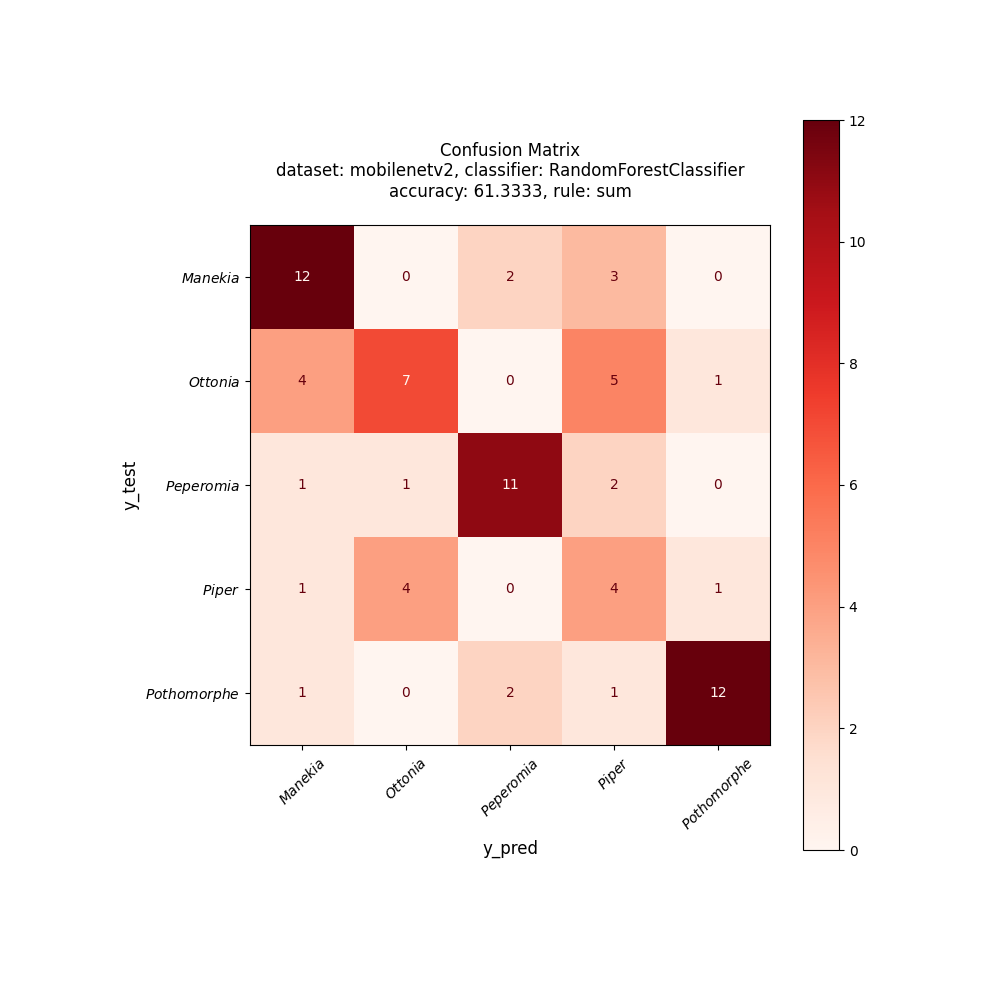 Confusion Matrix
dataset: mobilenetv2, classifier: RandomForestClassifier
accuracy: 61.3333, rule: sum
12
10
8
6
4
2
0
y_test
Manekia 12 0 2 3 0
Ottonia 4 7 0 5 1
Peperomia 1 1 11 2 0
Piper 1 4 0 4 1
Pothomorphe 1 0 2 1 12
Manekia Ottonia Peperomia Piper Pothomorphe
y_pred